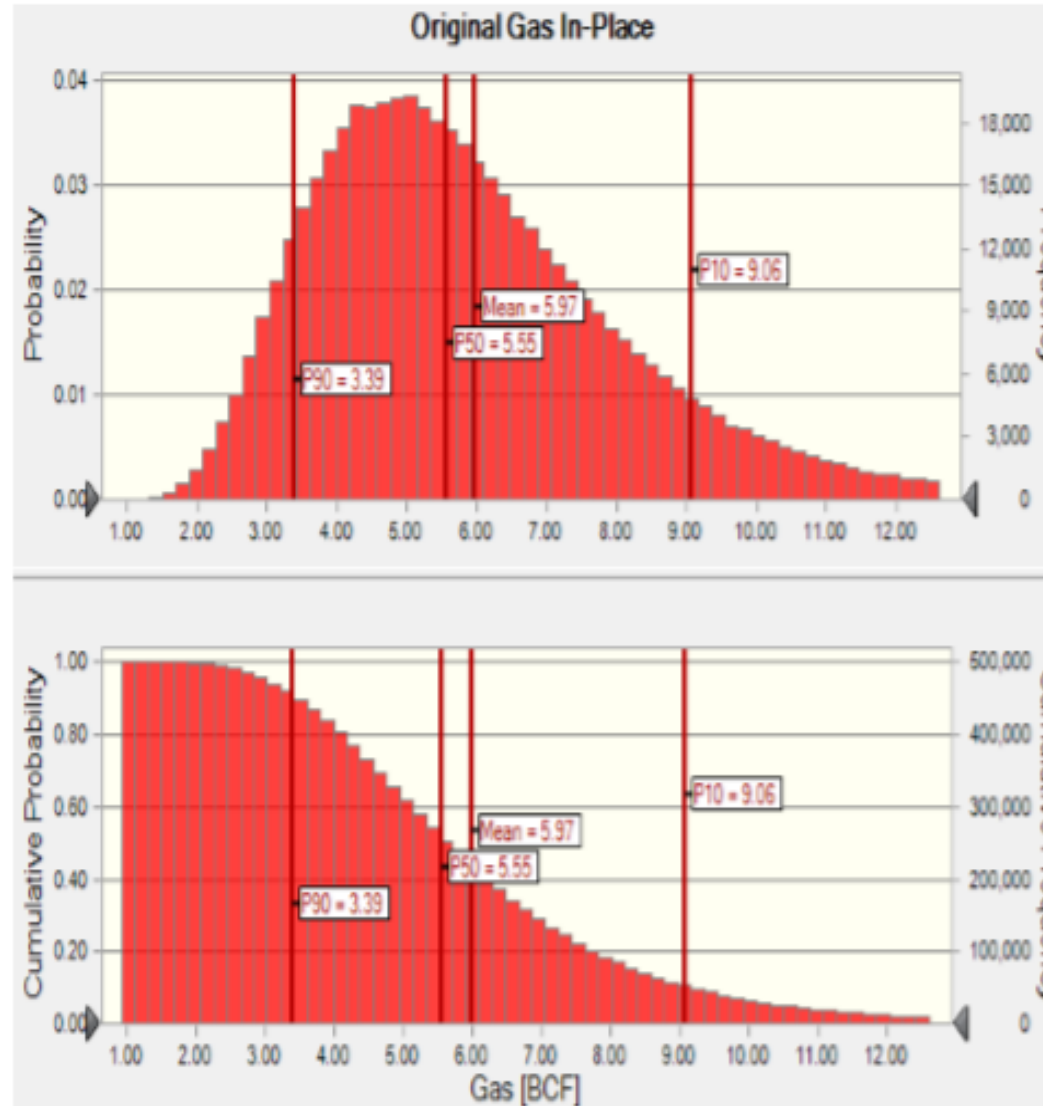 Original Gas In-Place
0.04
0.03
0.02
0.01
0.00
Probability
18,000
15,000
12,000
9,000
6,000
3,000
0
P10 = 9.06
Mean = 5.97
P50 = 5.55
P90 = 3.39
1.00 2.00 3.00 4.00 5.00 6.00 7.00 8.00 9.00 10.00 11.00 12.00
1.00
0.80
0.60
0.40
0.20
0.00
Cumulative Probability
500,000
400,000
300,000
200,000
100,000
0
P10 = 9.06
Mean = 5.97
P50 = 5.55
P90 = 3.39
1.00 2.00 3.00 4.00 5.00 6.00 7.00 8.00 9.00 10.00 11.00 12.00
Gas [BCF]